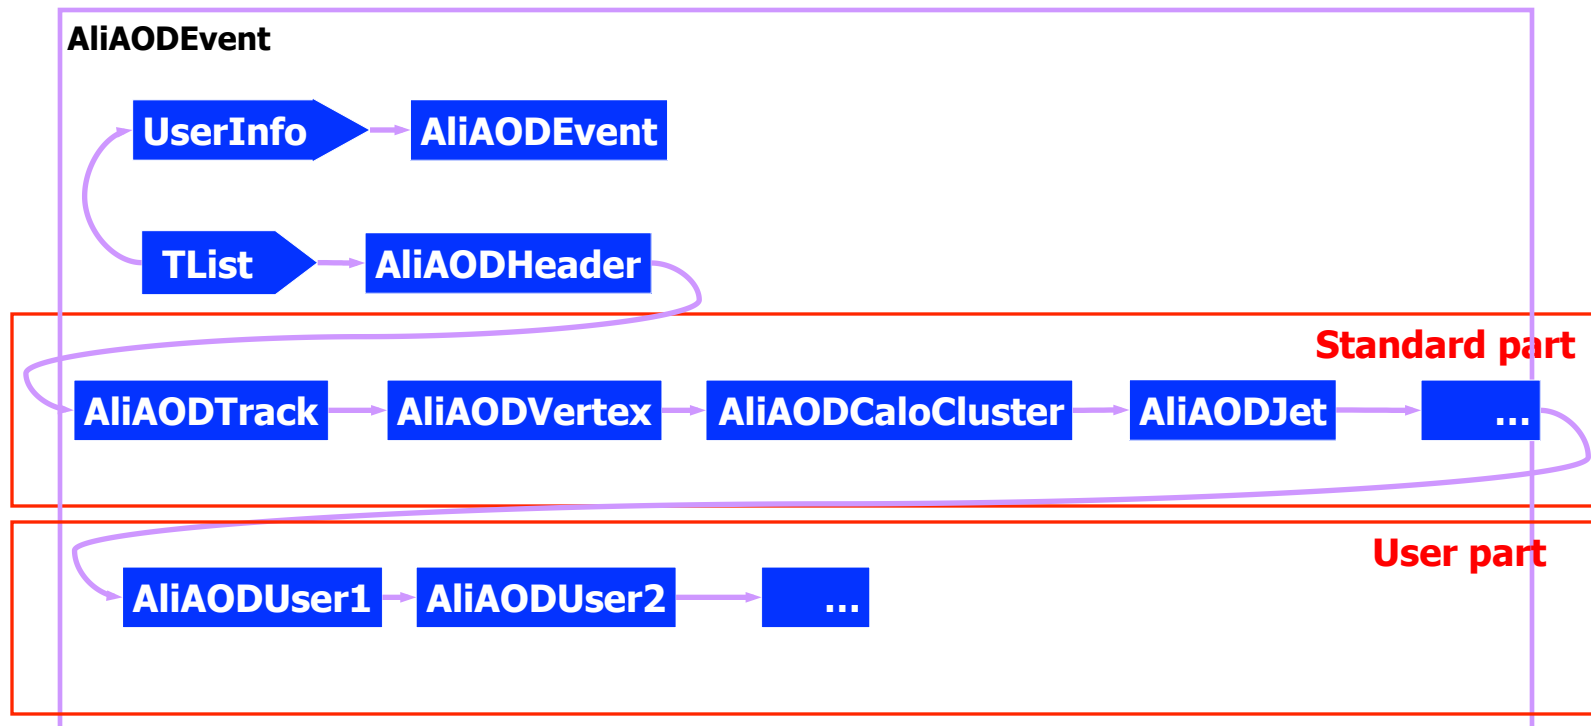 AliAODEvent
UserInfo AliAODEvent
TList AliAODHeader
Standard part
AliAODTrack AliAODVertex AliAODCaloCluster AliAODJet ...
User part
AliAODUser1 AliAODUser2 ...